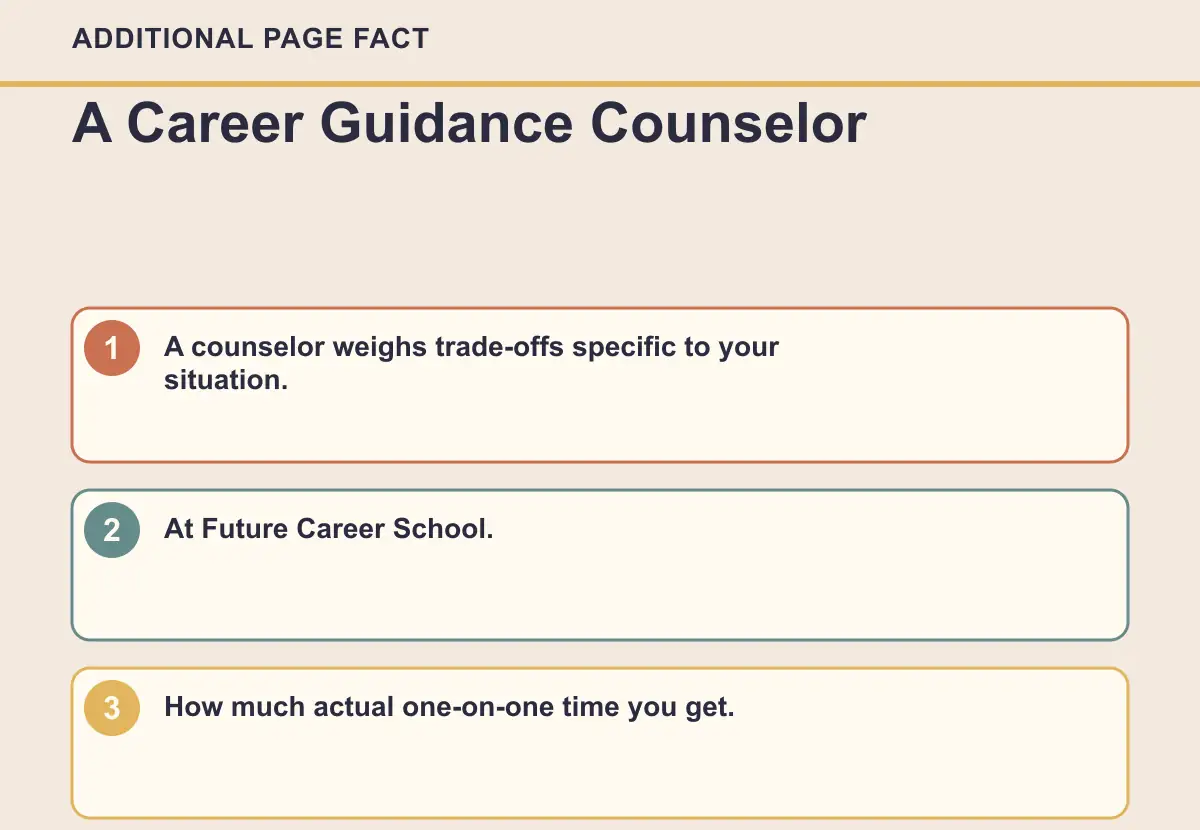 ADDITIONAL PAGE FACT
A Career Guidance Counselor
1
A counselor weighs trade-offs specific to your
situation.
2
At Future Career School.
3
How much actual one-on-one time you get.